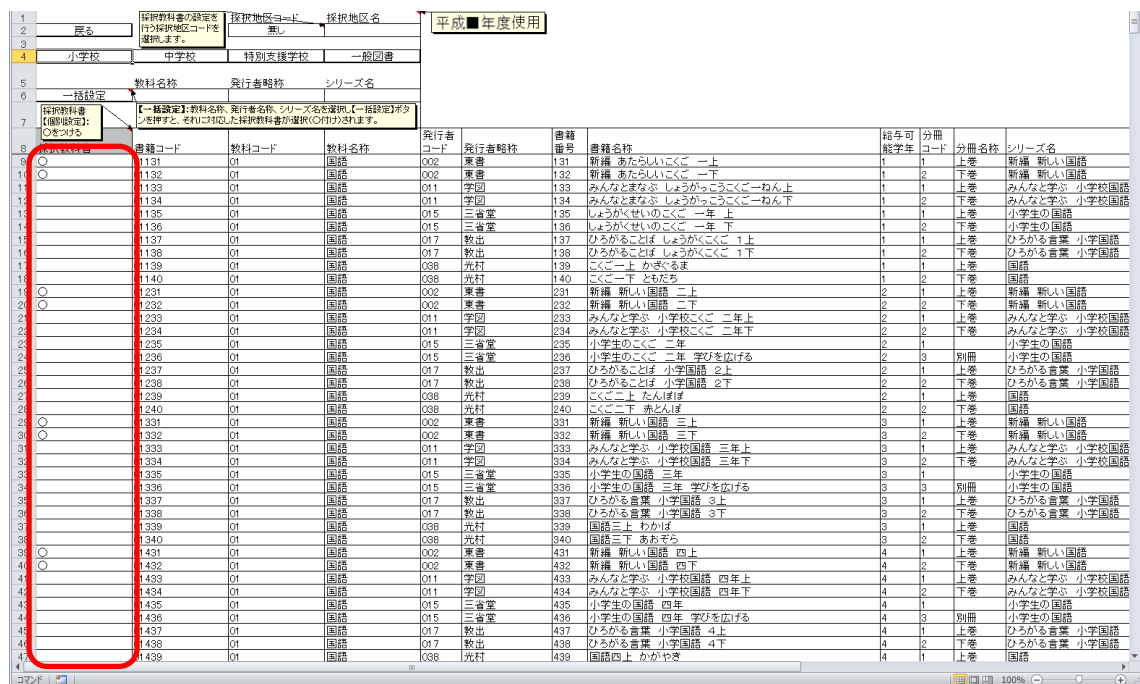 1 採択教科書の設定を行う採択地区コードを選択します。 採択地区コード 採択地区名 平成■年度使用
2 戻る 無し
3
4 小学校 中学校 特別支援学校 一般図書
5 教科名称 発行者略称 シリーズ名
6 一括設定
7 採択教科書【個別設定】:○をつける 【一括設定】:教科名称、発行者名称、シリーズ名を選択し【一括設定】ボタンを押すと、それに対応した採択教科書が選択(○付け)されます。
8 採択教科書 書籍コード 教科コード 教科名称 発行者コード 発行者略称 書籍番号 書籍名称 給与可能学年 分冊コード 分冊名称 シリーズ名
9 ○ 1131 01 国語 002 東書 131 新編 あたらしいこくご 一上 1 1 上巻 新編 新しい国語
10 ○ 1132 01 国語 002 東書 132 新編 あたらしいこくご 一下 1 2 下巻 新編 新しい国語
11 1133 01 国語 011 学図 133 みんなとまなぶ しょうがっこうこくご一ねん上 1 1 上巻 みんなと学ぶ 小学校国語
12 1134 01 国語 011 学図 134 みんなとまなぶ しょうがっこうこくご一ねん下 1 2 下巻 みんなと学ぶ 小学校国語
13 1135 01 国語 015 三省堂 135 しょうがくせいのこくご 一年 上 1 1 上巻 小学生の国語
14 1136 01 国語 015 三省堂 136 しょうがくせいのこくご 一年 下 1 2 下巻 小学生の国語
15 1137 01 国語 017 教出 137 ひろがることば しょうがくこくご 1上 1 1 上巻 ひろがる言葉 小学国語
16 1138 01 国語 017 教出 138 ひろがることば しょうがくこくご 1下 1 2 下巻 ひろがる言葉 小学国語
17 1139 01 国語 038 光村 139 こくご一上 かざぐるま 1 1 上巻 国語
18 1140 01 国語 038 光村 140 こくご一下 ともだち 1 2 下巻 国語
19 ○ 1231 01 国語 002 東書 231 新編 新しい国語 二上 2 1 上巻 新編 新しい国語
20 ○ 1232 01 国語 002 東書 232 新編 新しい国語 二下 2 2 下巻 新編 新しい国語
21 1233 01 国語 011 学図 233 みんなと学ぶ 小学校こくご 二年上 2 1 上巻 みんなと学ぶ 小学校国語
22 1234 01 国語 011 学図 234 みんなと学ぶ 小学校こくご 二年下 2 2 下巻 みんなと学ぶ 小学校国語
23 1235 01 国語 015 三省堂 235 小学生のこくご 二年 2 1 小学生の国語
24 1236 01 国語 015 三省堂 236 小学生のこくご 二年 学びを広げる 2 3 別冊 小学生の国語
25 1237 01 国語 017 教出 237 ひろがることば 小学国語 2上 2 1 上巻 ひろがる言葉 小学国語
26 1238 01 国語 017 教出 238 ひろがることば 小学国語 2下 2 2 下巻 ひろがる言葉 小学国語
27 1239 01 国語 038 光村 239 こくご二上 たんぽぽ 2 1 上巻 国語
28 1240 01 国語 038 光村 240 こくご二下 赤とんぼ 2 2 下巻 国語
29 ○ 1331 01 国語 002 東書 331 新編 新しい国語 三上 3 1 上巻 新編 新しい国語
30 ○ 1332 01 国語 002 東書 332 新編 新しい国語 三下 3 2 下巻 新編 新しい国語
31 1333 01 国語 011 学図 333 みんなと学ぶ 小学校国語 三年上 3 1 上巻 みんなと学ぶ 小学校国語
32 1334 01 国語 011 学図 334 みんなと学ぶ 小学校国語 三年下 3 2 下巻 みんなと学ぶ 小学校国語
33 1335 01 国語 015 三省堂 335 小学生の国語 三年 3 1 小学生の国語
34 1336 01 国語 015 三省堂 336 小学生の国語 三年 学びを広げる 3 3 別冊 小学生の国語
35 1337 01 国語 017 教出 337 ひろがる言葉 小学国語 3上 3 1 上巻 ひろがる言葉 小学国語
36 1338 01 国語 017 教出 338 ひろがる言葉 小学国語 3下 3 2 下巻 ひろがる言葉 小学国語
37 1339 01 国語 038 光村 339 国語三上 わかば 3 1 上巻 国語
38 1340 01 国語 038 光村 340 国語三下 あおぞら 3 2 下巻 国語
39 ○ 1431 01 国語 002 東書 431 新編 新しい国語 四上 4 1 上巻 新編 新しい国語
40 ○ 1432 01 国語 002 東書 432 新編 新しい国語 四下 4 2 下巻 新編 新しい国語
41 1433 01 国語 011 学図 433 みんなと学ぶ 小学校国語 四年上 4 1 上巻 みんなと学ぶ 小学校国語
42 1434 01 国語 011 学図 434 みんなと学ぶ 小学校国語 四年下 4 2 下巻 みんなと学ぶ 小学校国語
43 1435 01 国語 015 三省堂 435 小学生の国語 四年 4 1 小学生の国語
44 1436 01 国語 015 三省堂 436 小学生の国語 四年 学びを広げる 4 3 別冊 小学生の国語
45 1437 01 国語 017 教出 437 ひろがる言葉 小学国語 4上 4 1 上巻 ひろがる言葉 小学国語
46 1438 01 国語 017 教出 438 ひろがる言葉 小学国語 4下 4 2 下巻 ひろがる言葉 小学国語
47 1439 01 国語 038 光村 439 国語四上 かがやき 4 1 上巻 国語
コマンド 100%